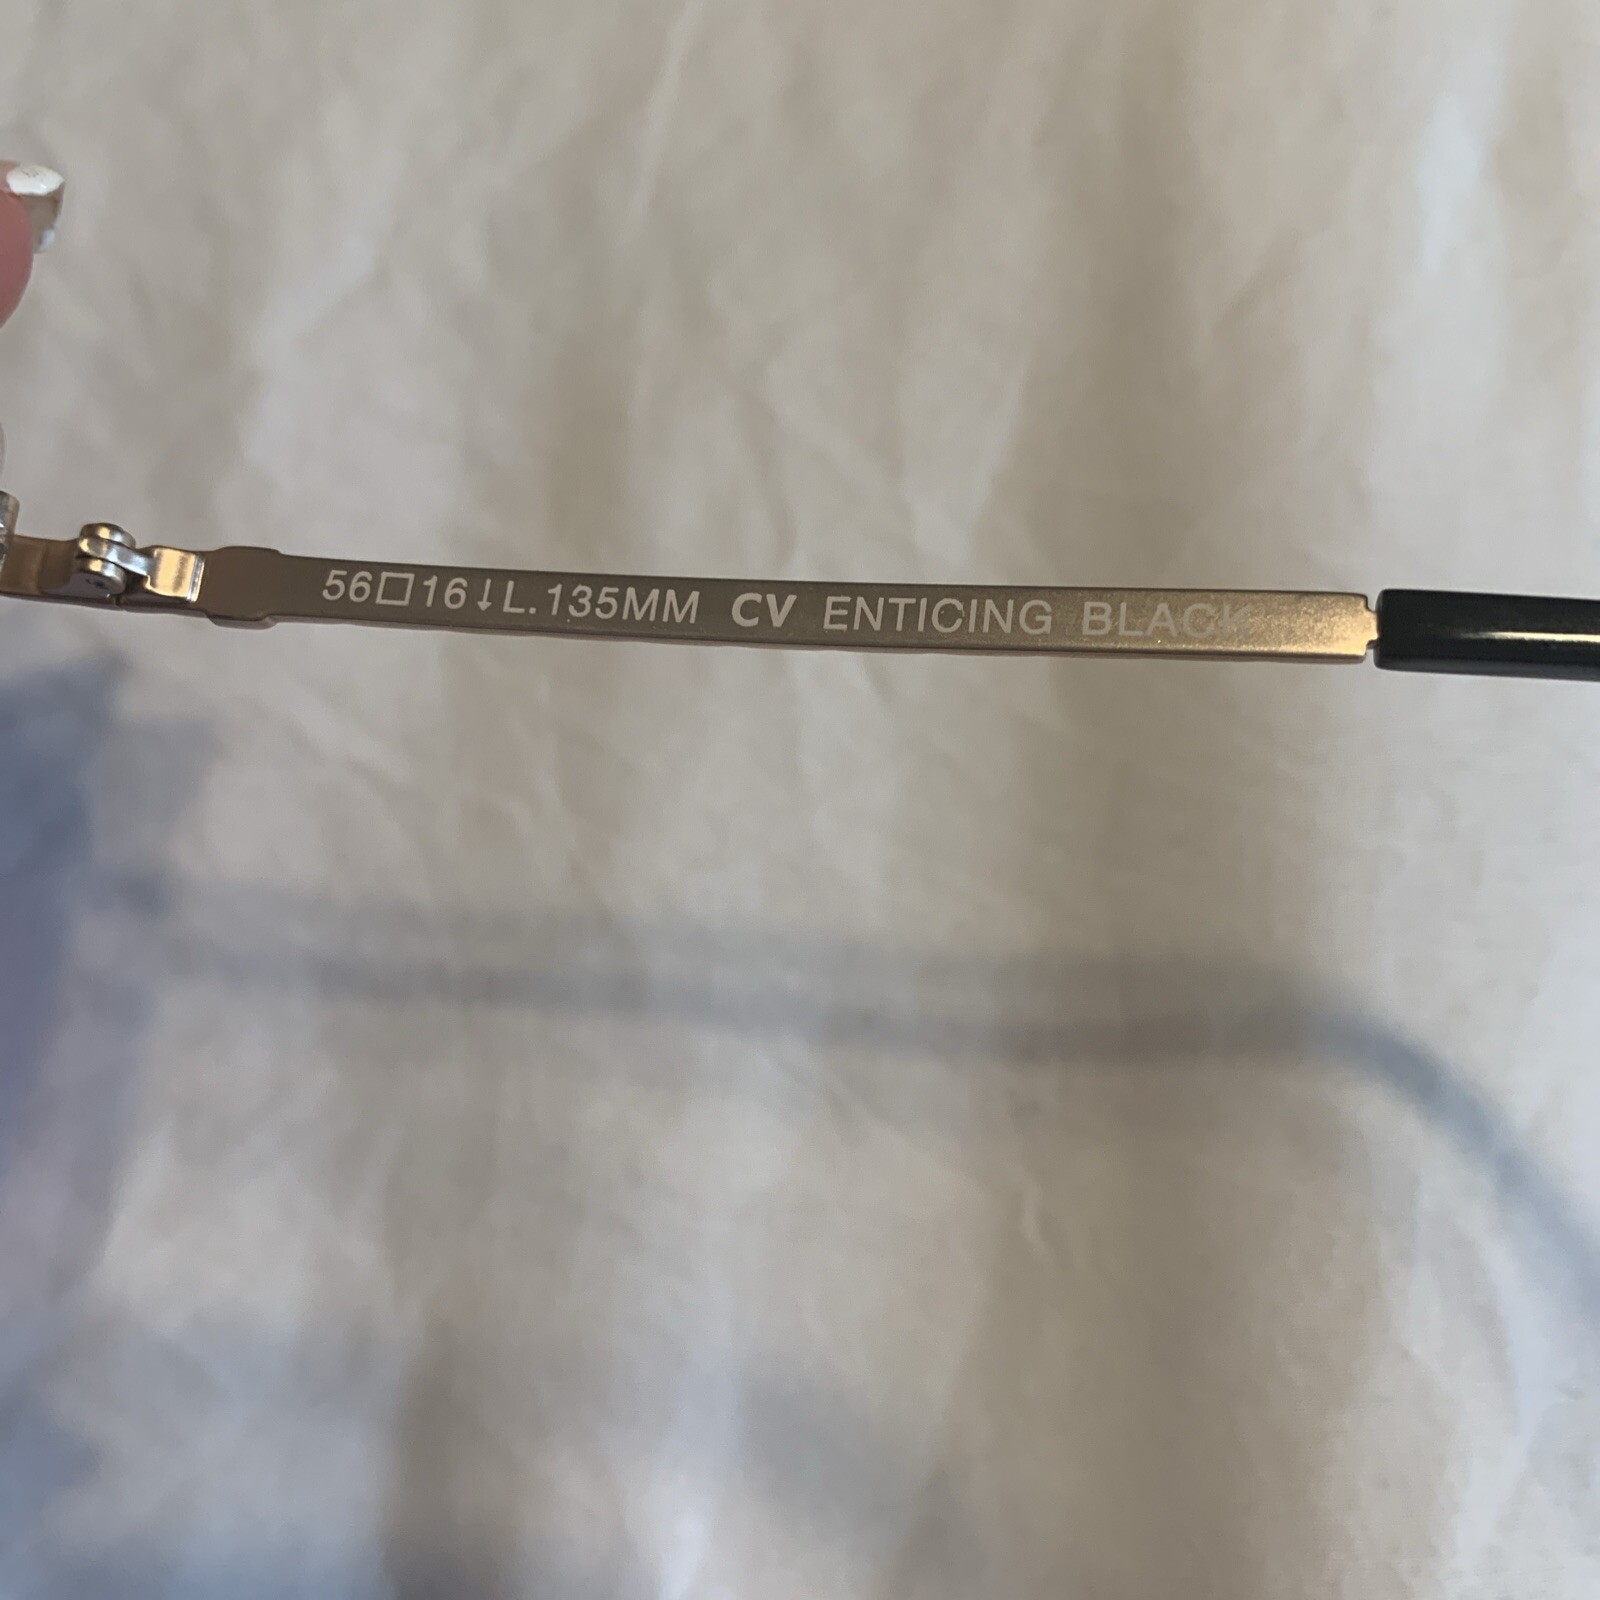 56□16↓L.135MM CV ENTICING BLACK